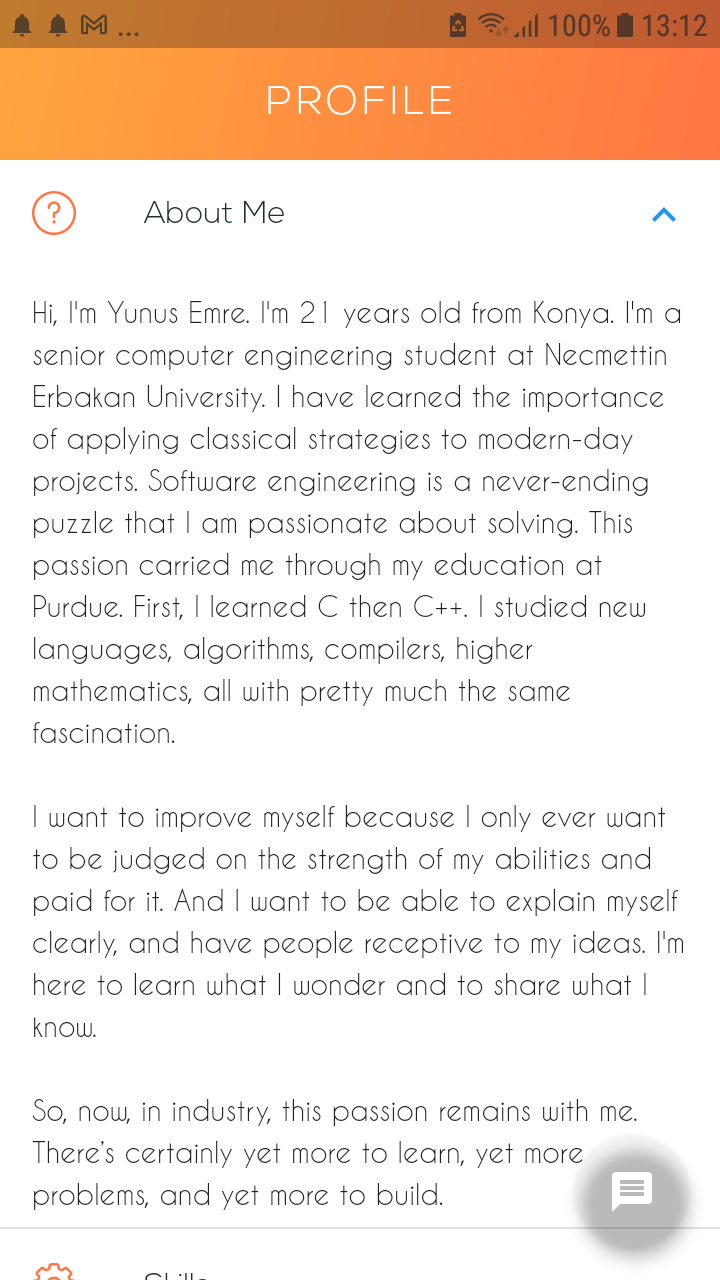 ... 100% 13:12
PROFILE
About Me
Hi, I'm Yunus Emre. I'm 21 years old from Konya. I'm a
senior computer engineering student at Necmettin
Erbakan University. I have learned the importance
of applying classical strategies to modern-day
projects. Software engineering is a never-ending
puzzle that I am passionate about solving. This
passion carried me through my education at
Purdue. First, I learned C then C++. I studied new
languages, algorithms, compilers, higher
mathematics, all with pretty much the same
fascination.
I want to improve myself because I only ever want
to be judged on the strength of my abilities and
paid for it. And I want to be able to explain myself
clearly, and have people receptive to my ideas. I'm
here to learn what I wonder and to share what I
know.
So, now, in industry, this passion remains with me.
There's certainly yet more to learn, yet more
problems, and yet more to build.